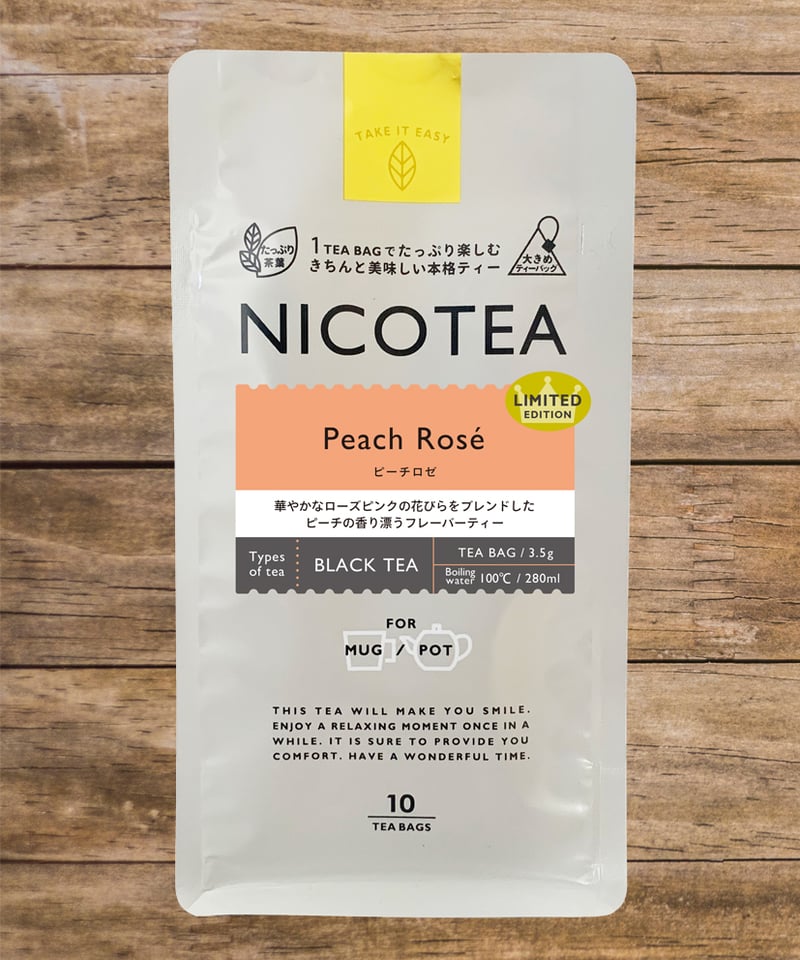 TAKE IT EASY
たっぷり
茶葉
1 TEA BAGでたっぷり楽しむ
きちんと美味しい本格ティー
大きめ
ティーバッグ
NICOTEA
LIMITED
EDITION
Peach Rosé
ピーチロゼ
華やかなローズピンクの花びらをブレンドした
ピーチの香り漂うフレーバーティー
Types
of tea
BLACK TEA
TEA BAG / 3.5g
Boiling
water 100℃ / 280ml
FOR
MUG / POT
THIS TEA WILL MAKE YOU SMILE.
ENJOY A RELAXING MOMENT ONCE IN A
WHILE. IT IS SURE TO PROVIDE YOU
COMFORT. HAVE A WONDERFUL TIME.
10
TEA BAGS